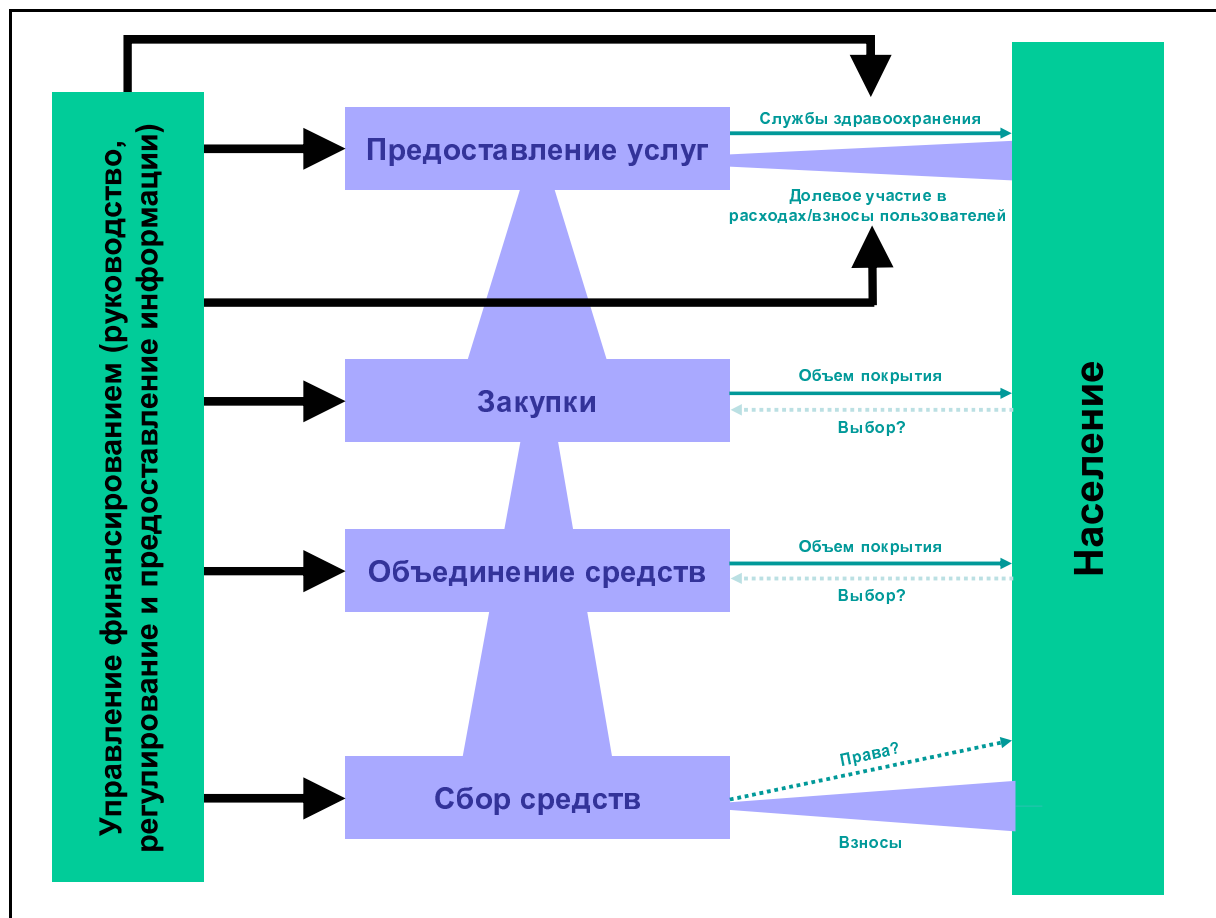 Управление финансированием (руководство,
регулирование и предоставление информации)
Предоставление услуг
Службы здравоохранения
Долевое участие в
расходах/взносы пользователей
Закупки
Объем покрытия
Выбор?
Объединение средств
Объем покрытия
Выбор?
Сбор средств
Права?
Взносы
Население